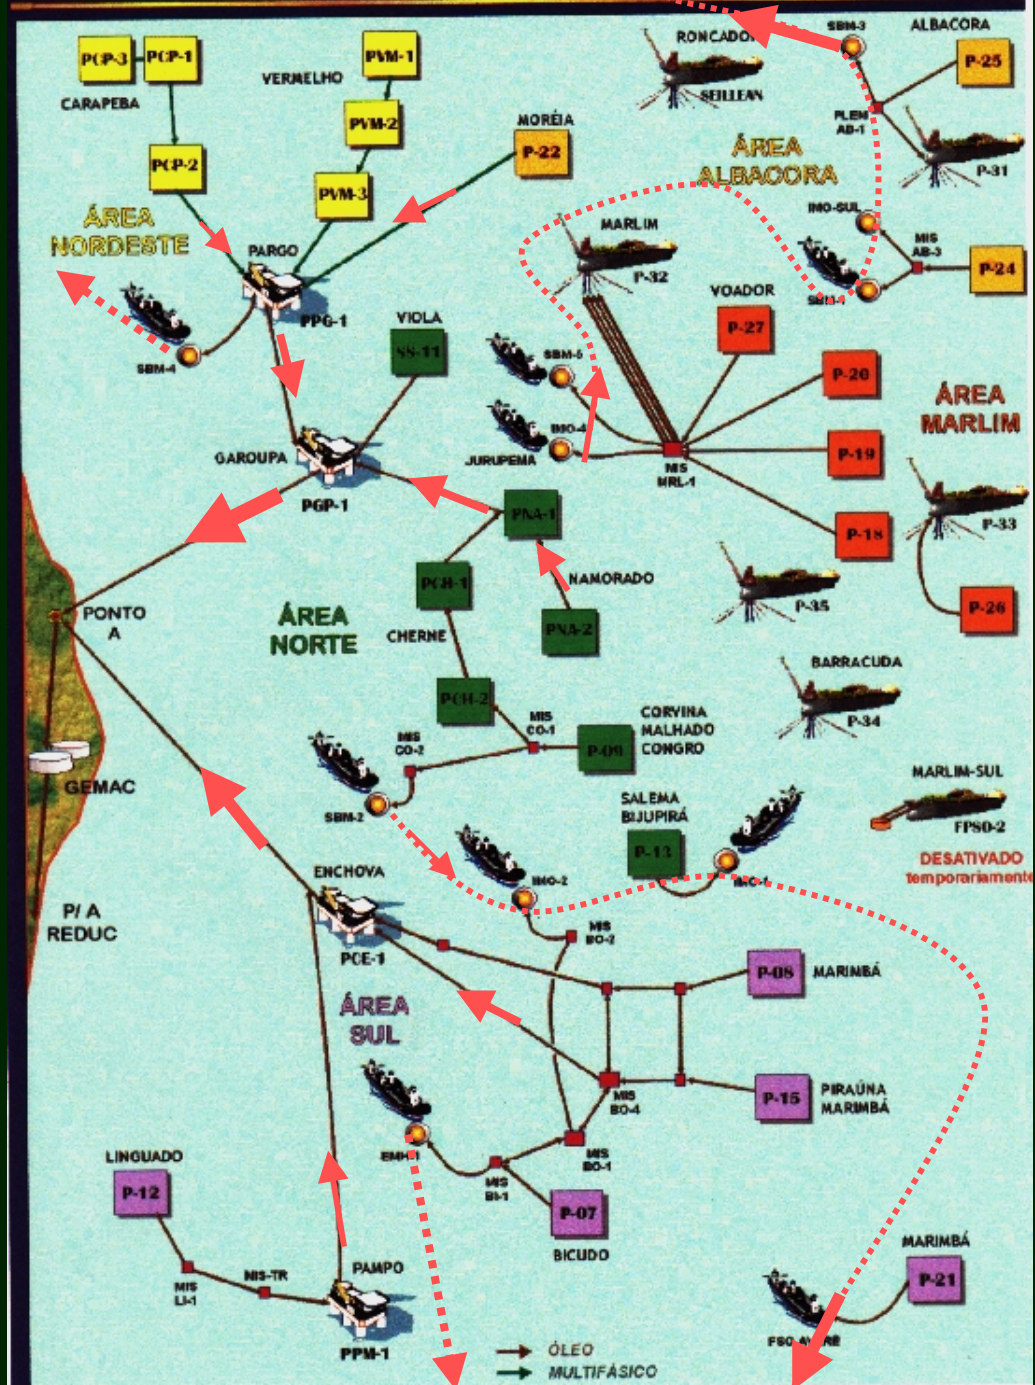 PCP-3
PCP-1
CARAPEBA
PCP-2
VERMELHO
PVM-1
PVM-2
PVM-3
MORÉIA
P-22
ÁREA
NORDESTE
PARGO
PPG-1
SBM-4
VIOLA
SS-11
GAROUPA
PGP-1
RONCADOR
SEILLEAN
SBM-3
ALBACORA
P-25
PLEM
AB-1
P-31
ÁREA
ALBACORA
IMO-SUL
MIS
AB-3
P-24
MARLIM
P-32
VOADOR
P-27
SBM-5
IMO-4
JURUPEMA
MIS
MRL-1
P-20
P-19
P-18
ÁREA
MARLIM
P-33
P-26
P-35
BARRACUDA
P-34
MARLIM-SUL
FPSO-2
DESATIVADO
temporariamente
PONTO
A
GEMAC
P/ A
REDUC
PNA-1
PCH-1
CHERNE
NAMORADO
PNA-2
ÁREA
NORTE
PCH-2
MIS
CO-1
MIS
CO-2
P-09
CORVINA
MALHADO
CONGRO
SBM-2
SALEMA
BIJUPIRÁ
P-13
IMO-2
ENCHOVA
PCE-1
MIS
BO-2
P-08
MARIMBÁ
ÁREA
SUL
MIS
BO-4
P-15
PIRAÚNA
MARIMBÁ
EMH-1
MIS
BO-1
MIS
BI-1
P-07
BICUDO
LINGUADO
P-12
MIS
LI-1
MIS-TR
PAMPO
PPM-1
MARIMBÁ
P-21
ÓLEO
MULTIFÁSICO